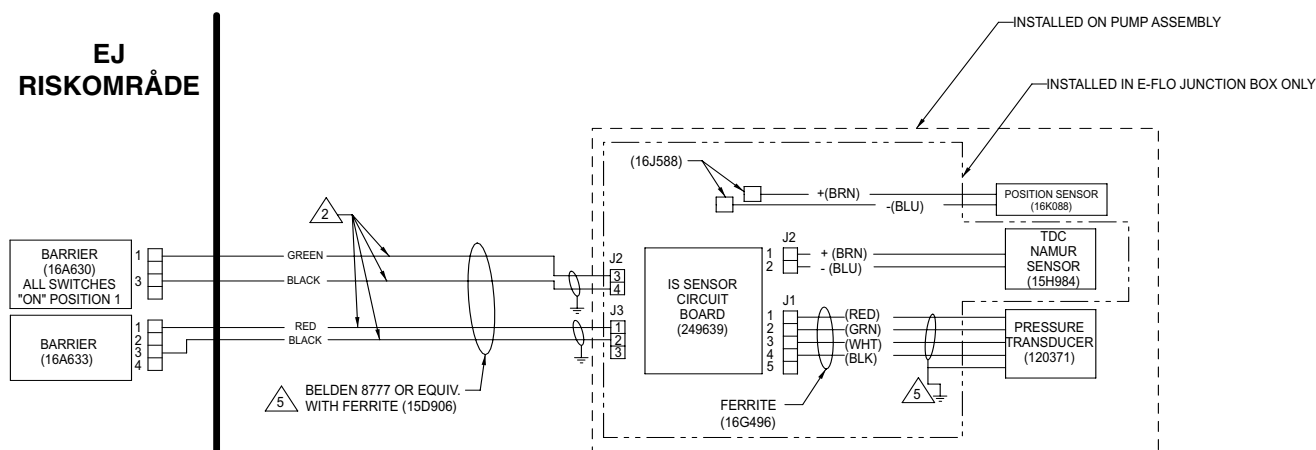 INSTALLED ON PUMP ASSEMBLY
EJ
RISKOMRÅDE
INSTALLED IN E-FLO JUNCTION BOX ONLY
(16J588)
+(BRN)
-(BLU)
POSITION SENSOR
(16K088)
2
BARRIER
(16A630)
ALL SWITCHES
"ON" POSITION 1
1
3
GREEN
BLACK
J2
3
4
IS SENSOR
CIRCUIT
BOARD
(249639)
J2
1
2
+ (BRN)
- (BLU)
TDC
NAMUR
SENSOR
(15H984)
BARRIER
(16A633)
1
2
3
4
RED
BLACK
J3
1
2
3
J1
1
2
3
4
5
(RED)
(GRN)
(WHT)
(BLK)
PRESSURE
TRANSDUCER
(120371)
5
BELDEN 8777 OR EQUIV.
WITH FERRITE (15D906)
FERRITE
(16G496)
5